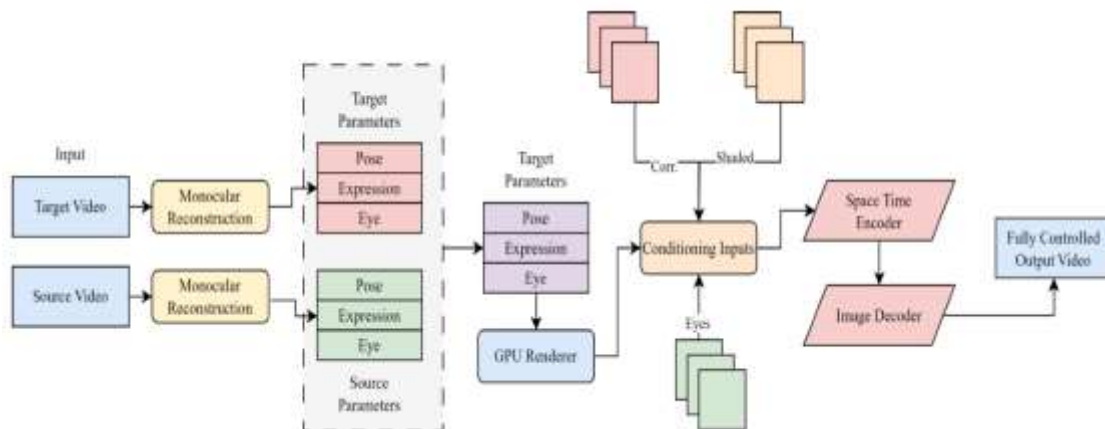 Input
Target Video
Monocular
Reconstruction
Source Video
Monocular
Reconstruction
Target
Parameters
Pose
Expression
Eye
Pose
Expression
Eye
Source
Parameters
Target
Parameters
Pose
Expression
Eye
GPU Renderer
Corr.
Shaded
Conditioning Inputs
Eyes
Space Time
Encoder
Image Decoder
Fully Controlled
Output Video